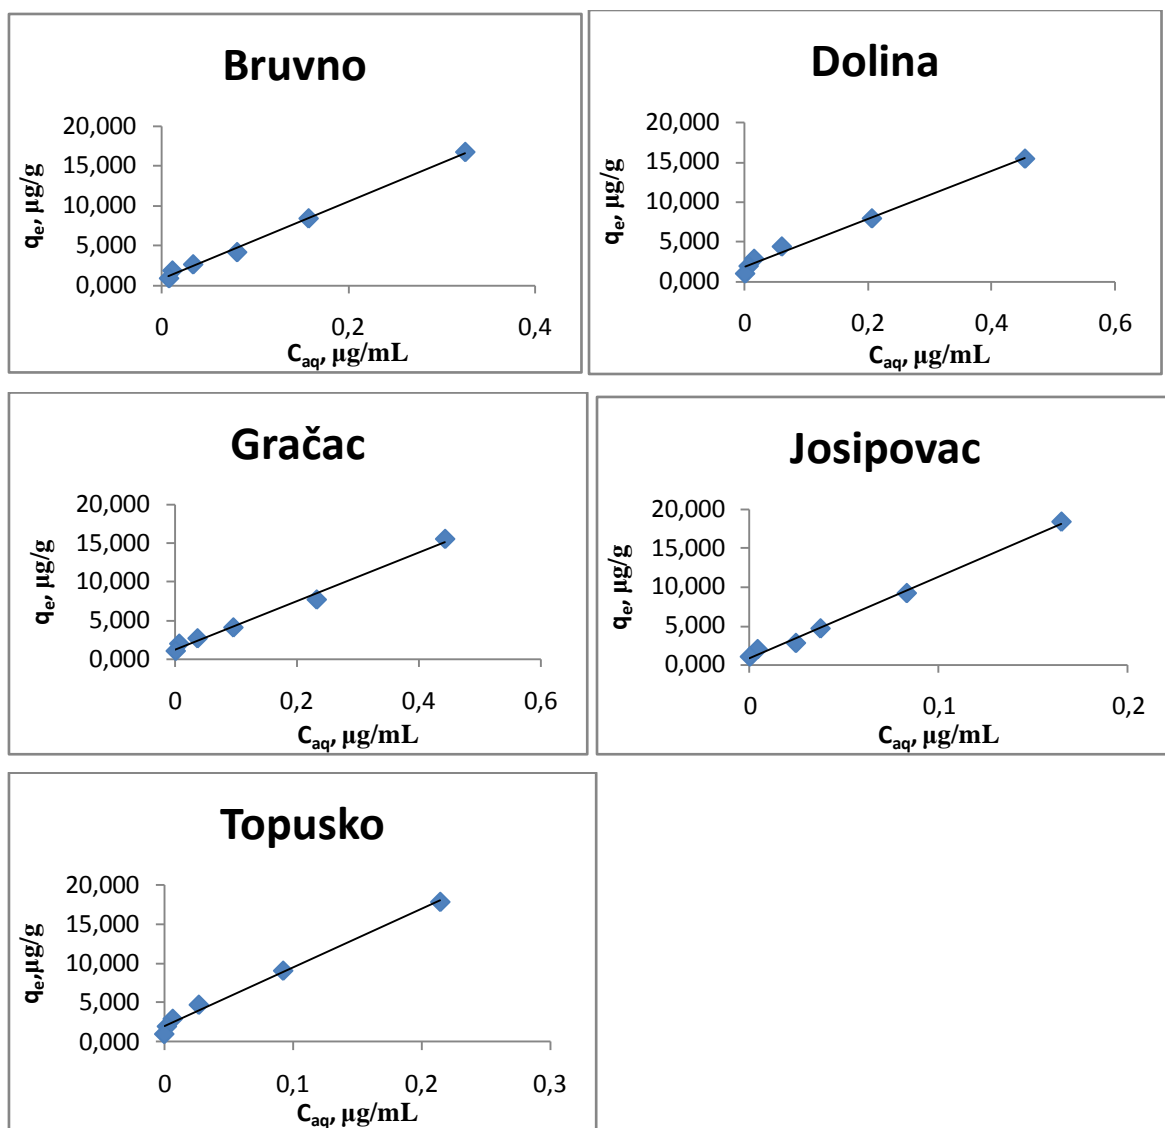 Bruvno
20,000
15,000
10,000
5,000
0,000
qe, µg/g
0 0,2 0,4
Caq, µg/mL
Dolina
20,000
15,000
10,000
5,000
0,000
qe, µg/g
0 0,2 0,4 0,6
Caq, µg/mL
Gračac
20,000
15,000
10,000
5,000
0,000
qe, µg/g
0 0,2 0,4 0,6
Caq, µg/mL
Josipovac
20,000
15,000
10,000
5,000
0,000
qe, µg/g
0 0,1 0,2
Caq, µg/mL
Topusko
20,000
15,000
10,000
5,000
0,000
qe,µg/g
0 0,1 0,2 0,3
Caq, µg/mL